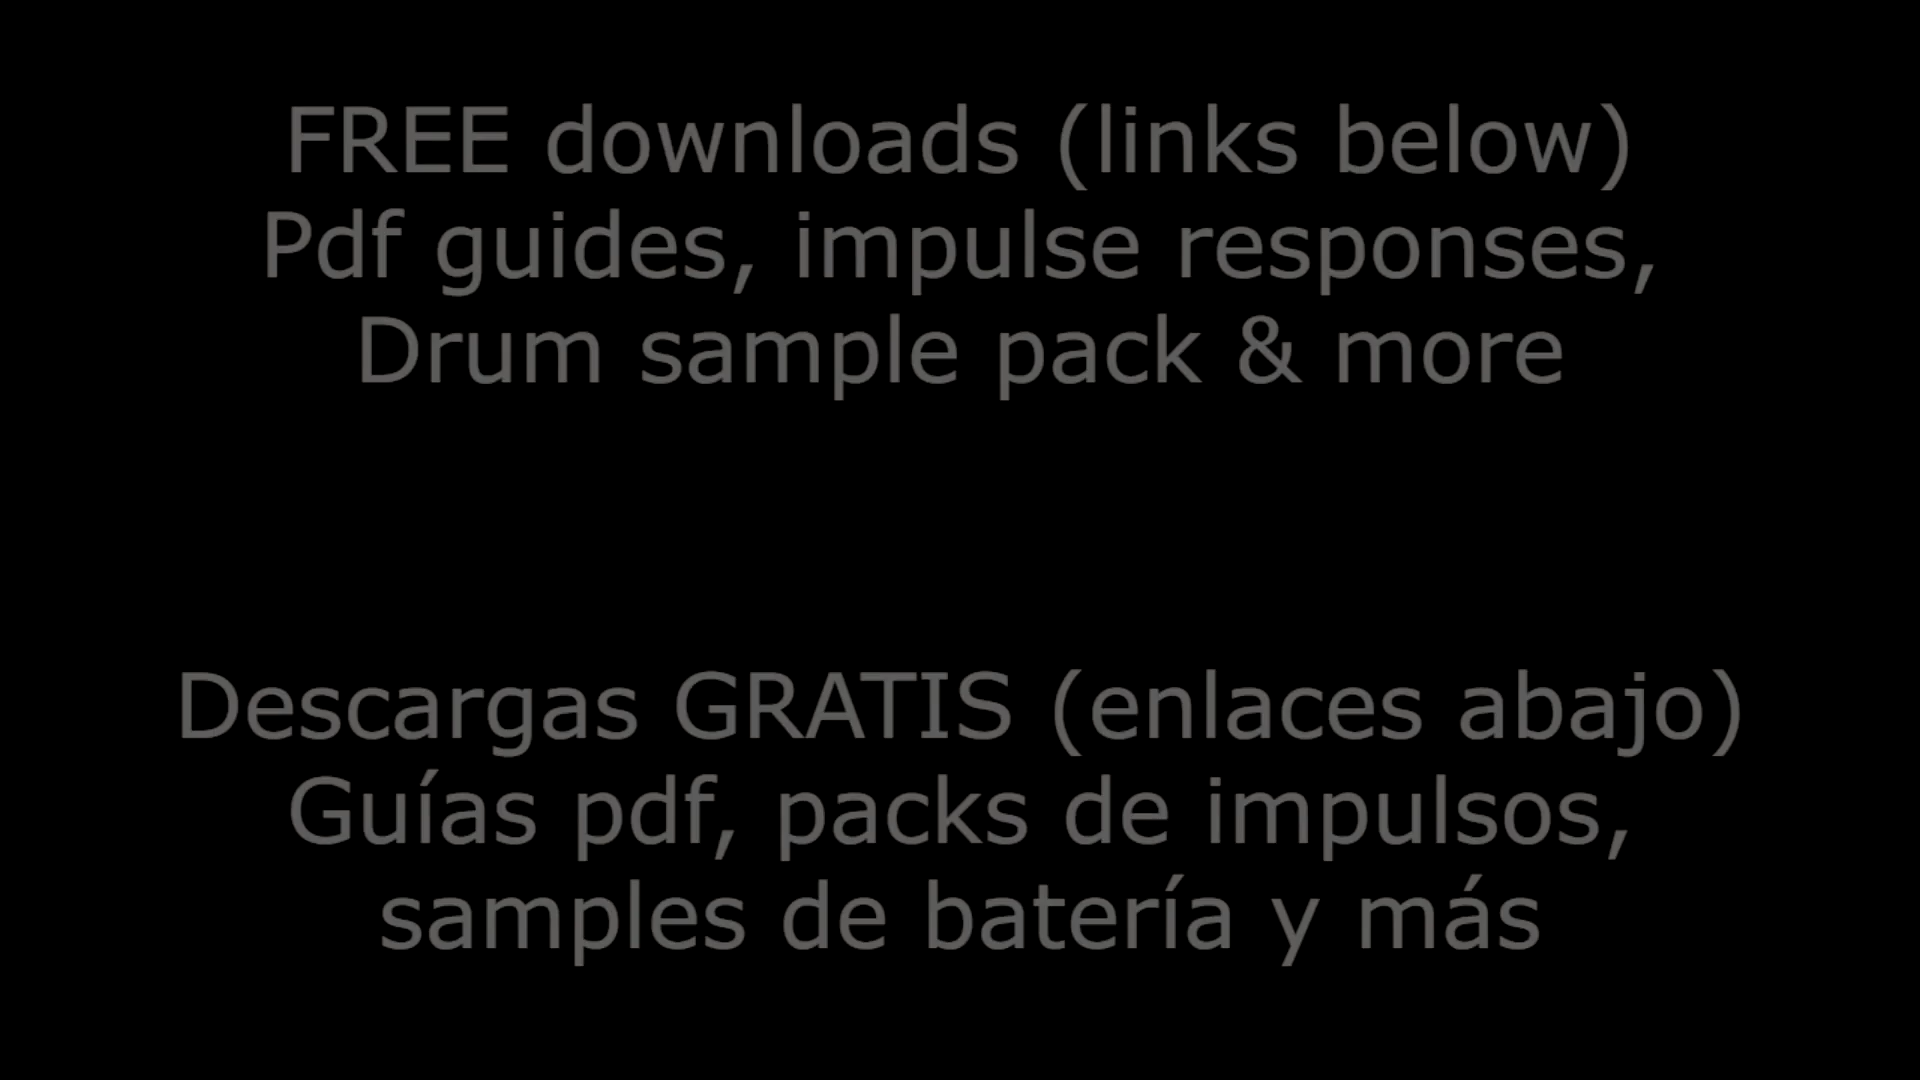 FREE downloads (links below)
Pdf guides, impulse responses,
Drum sample pack & more
Descargas GRATIS (enlaces abajo)
Guías pdf, packs de impulsos,
samples de batería y más